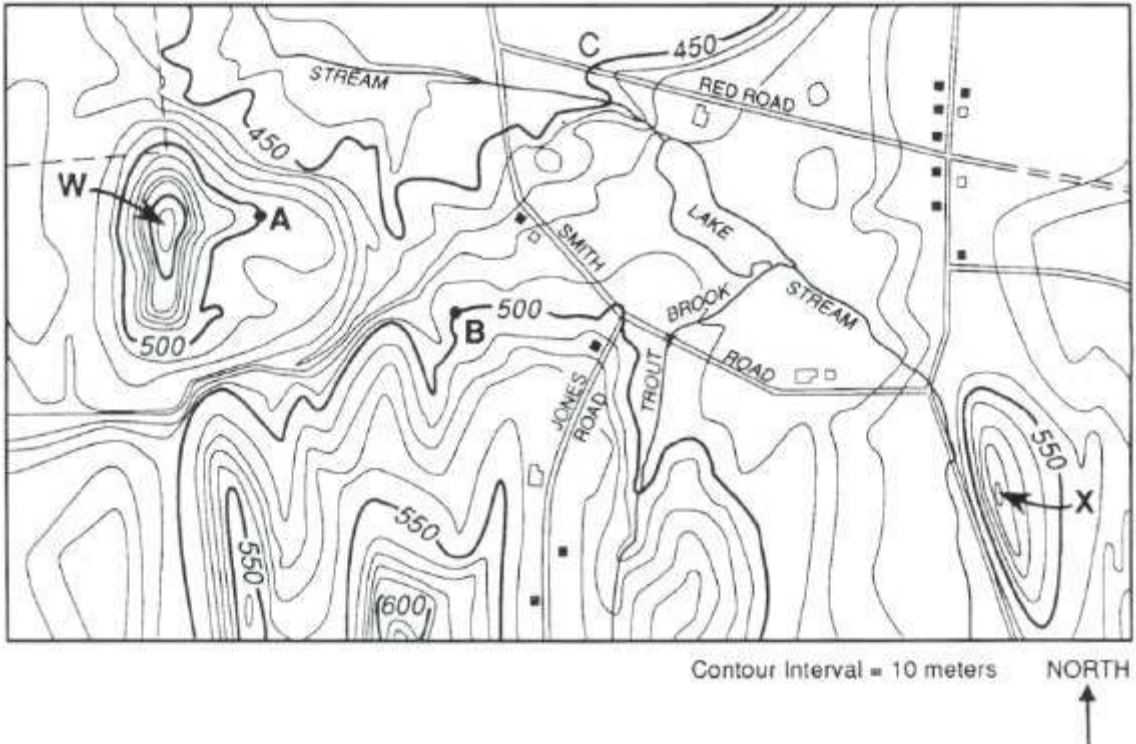 C
450
STREAM
RED ROAD
450
W
A
LAKE
SMITH
500
BROOK
STREAM
500
B
ROAD
TROUT
JONES
ROAD
550
X
550
550
600
Contour Interval = 10 meters
NORTH